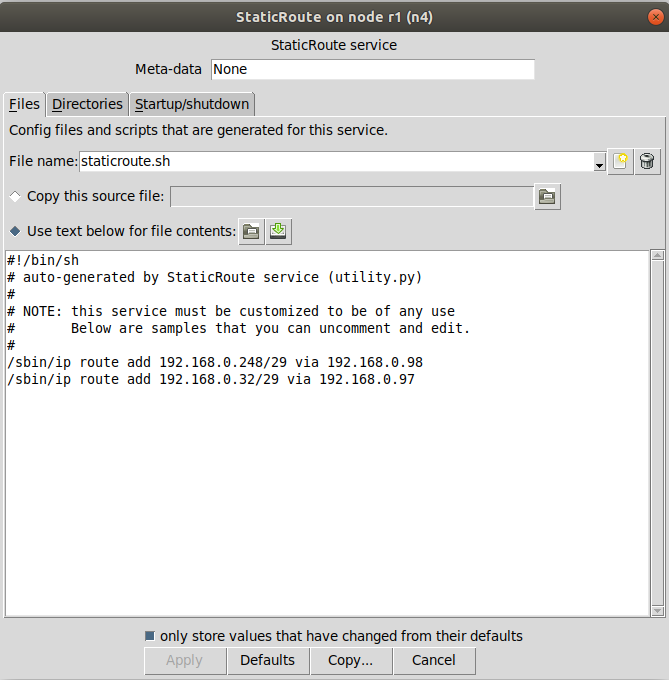 StaticRoute on node r1 (n4)
StaticRoute service
Meta-data None
Files Directories Startup/shutdown
Config files and scripts that are generated for this service.
File name: staticroute.sh
Copy this source file:
Use text below for file contents:
#!/bin/sh
# auto-generated by StaticRoute service (utility.py)
#
# NOTE: this service must be customized to be of any use
#       Below are samples that you can uncomment and edit.
#
/sbin/ip route add 192.168.0.248/29 via 192.168.0.98
/sbin/ip route add 192.168.0.32/29 via 192.168.0.97
only store values that have changed from their defaults
Apply Defaults Copy... Cancel